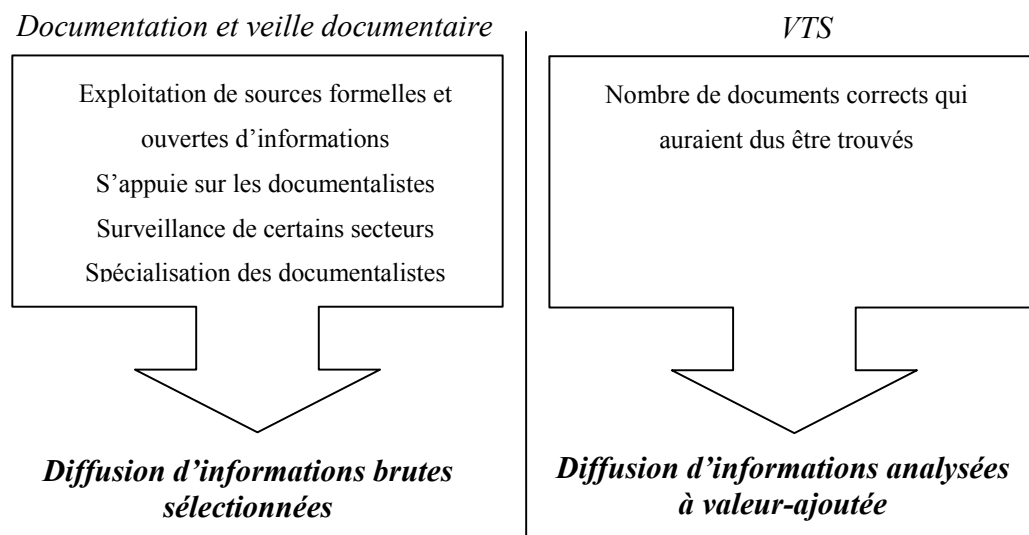 Documentation et veille documentaire
Exploitation de sources formelles et
ouvertes d’informations
S’appuie sur les documentalistes
Surveillance de certains secteurs
Spécialisation des documentalistes
Diffusion d’informations brutes
sélectionnées
VTS
Nombre de documents corrects qui
auraient dus être trouvés
Diffusion d’informations analysées
à valeur-ajoutée